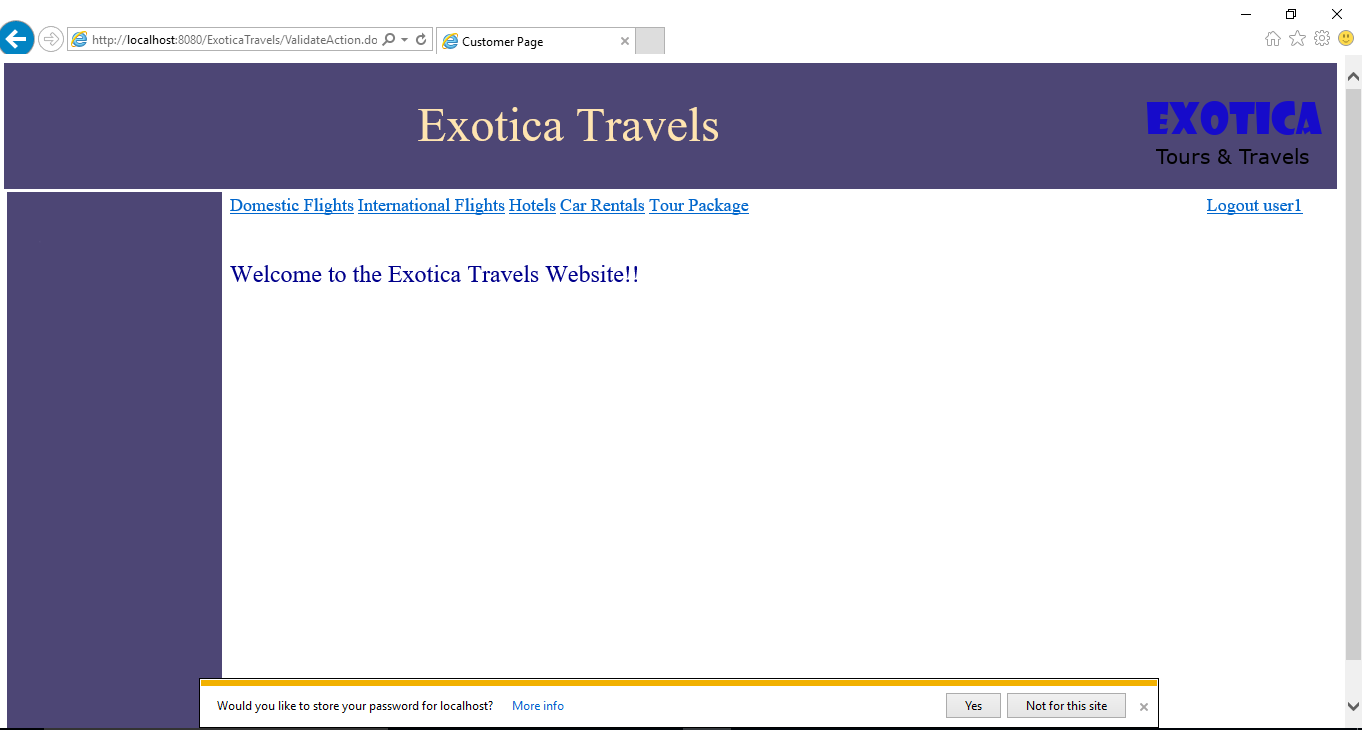 http://localhost:8080/ExoticaTravels/ValidateAction.do
Customer Page
Exotica Travels
EXOTICA
Tours & Travels
Domestic Flights International Flights Hotels Car Rentals Tour Package
Logout user1
Welcome to the Exotica Travels Website!!
Would you like to store your password for localhost? More info
Yes
Not for this site